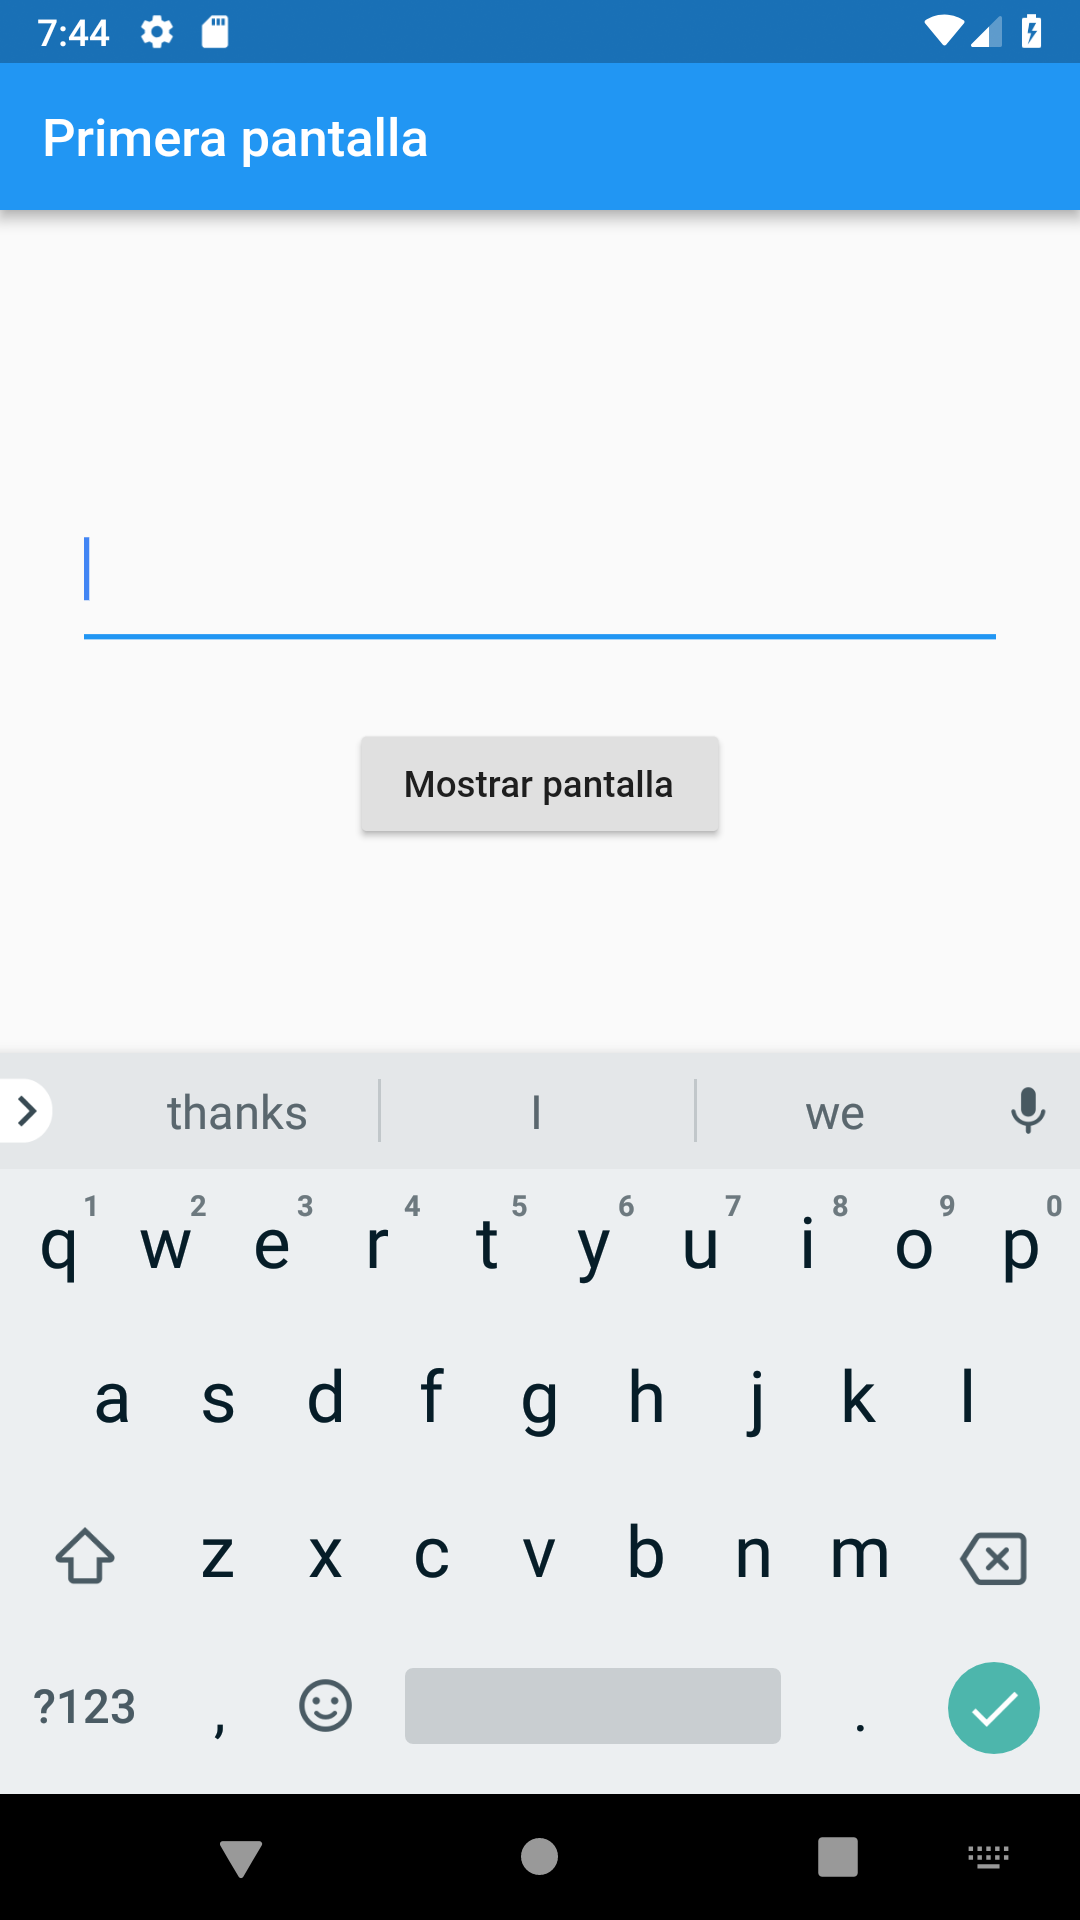 7:44
Primera pantalla
Mostrar pantalla
thanks I we
1 2 3 4 5 6 7 8 9 0
q w e r t y u i o p
a s d f g h j k l
z x c v b n m
?123 , .